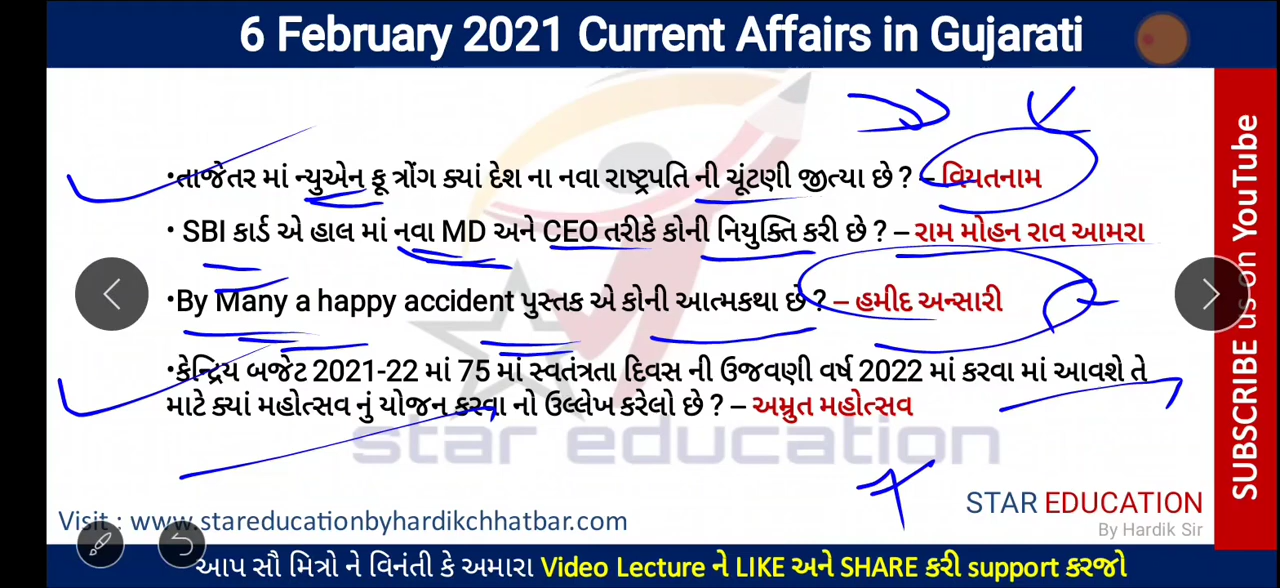 6 February 2021 Current Affairs in Gujarati
•તાજેતર માં ન્યુએન કૂ ત્રોંગ ક્યાં દેશ ના નવા રાષ્ટ્રપતિ ની ચૂંટણી જીત્યા છે ? – વિયતનામ
• SBI કાર્ડ એ હાલ માં નવા MD અને CEO તરીકે કોની નિયુક્તિ કરી છે ? – રામ મોહન રાવ આમરા
•By Many a happy accident પુસ્તક એ કોની આત્મકથા છે ? – હમીદ અન્સારી
•કેન્દ્રિય બજેટ 2021-22 માં 75 માં સ્વતંત્રતા દિવસ ની ઉજવણી વર્ષ 2022 માં કરવા માં આવશે તે
માટે ક્યાં મહોત્સવ નું યોજન કરવા નો ઉલ્લેખ કરેલો છે ? – અમ્રુત મહોત્સવ
star education
STAR EDUCATION
By Hardik Sir
Visit : www.stareducationbyhardikchhatbar.com
આપ સૌ મિત્રો ને વિનંતી કે અમારા Video Lecture ને LIKE અને SHARE કરી support કરજો
SUBSCRIBE us on YouTube